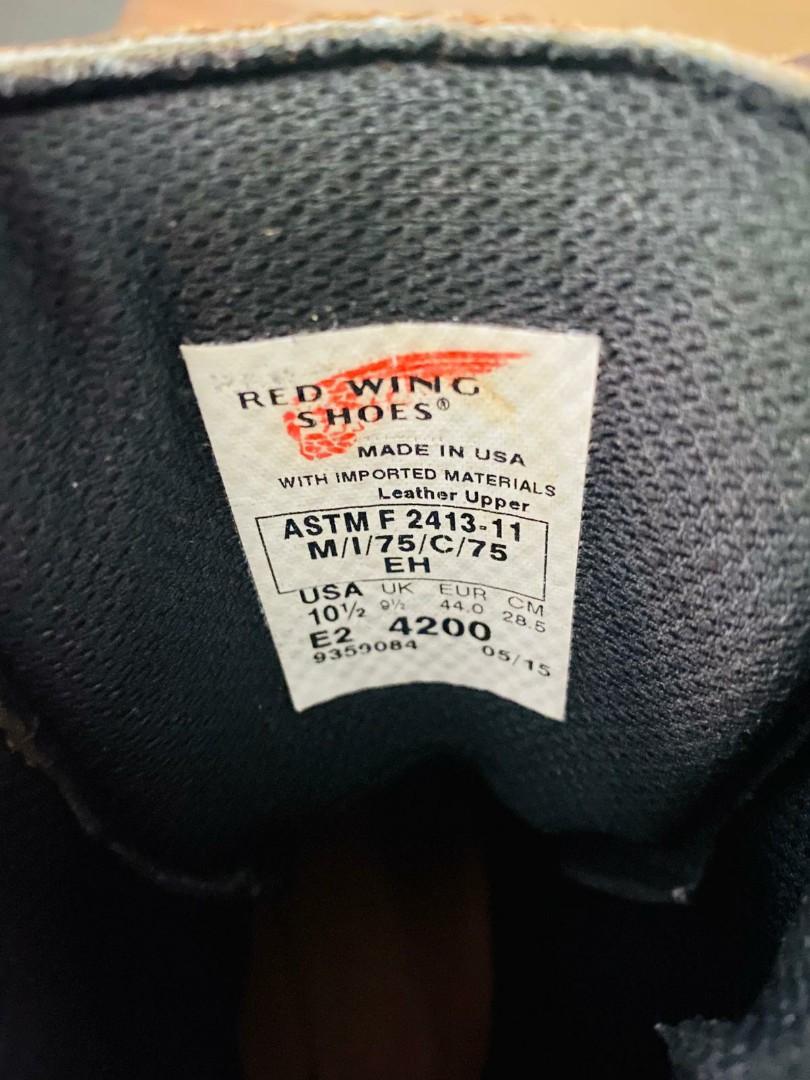 RED WING
SHOES®
MADE IN USA
WITH IMPORTED MATERIALS
Leather Upper
ASTM F 2413-11
M/I/75/C/75
EH
USA UK EUR CM
10½ 9½ 44.0 28.5
E2 4200
9359084 05/15